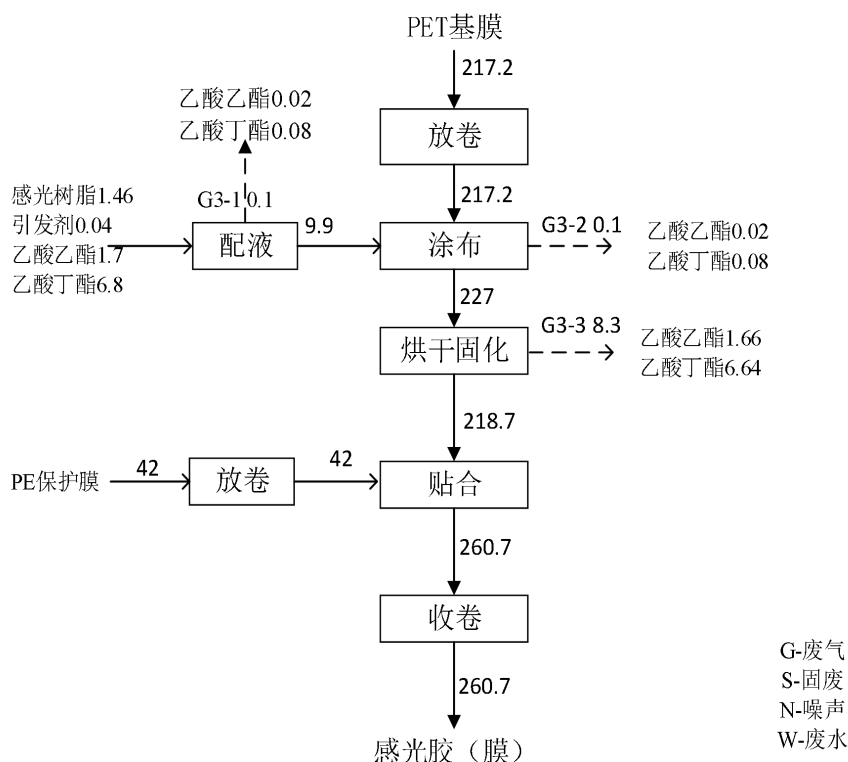 PET基膜
217.2
乙酸乙酯0.02
乙酸丁酯0.08
放卷
217.2
感光树脂1.46
引发剂0.04
乙酸乙酯1.7
乙酸丁酯6.8
G3-1 0.1
配液
9.9
涂布
G3-2 0.1
乙酸乙酯0.02
乙酸丁酯0.08
227
烘干固化
G3-3 8.3
乙酸乙酯1.66
乙酸丁酯6.64
218.7
PE保护膜
42
放卷
42
贴合
260.7
收卷
260.7
感光胶（膜）
G-废气
S-固废
N-噪声
W-废水